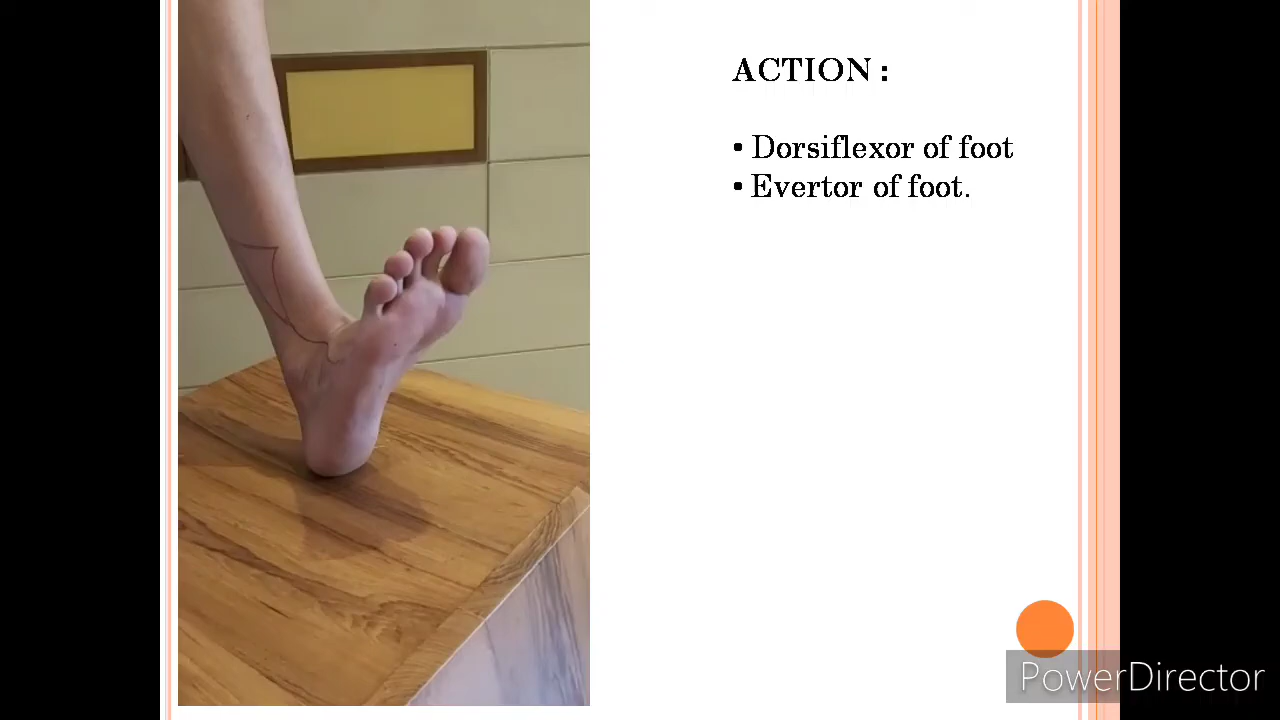 ACTION :
• Dorsiflexor of foot
• Evertor of foot.
PowerDirector